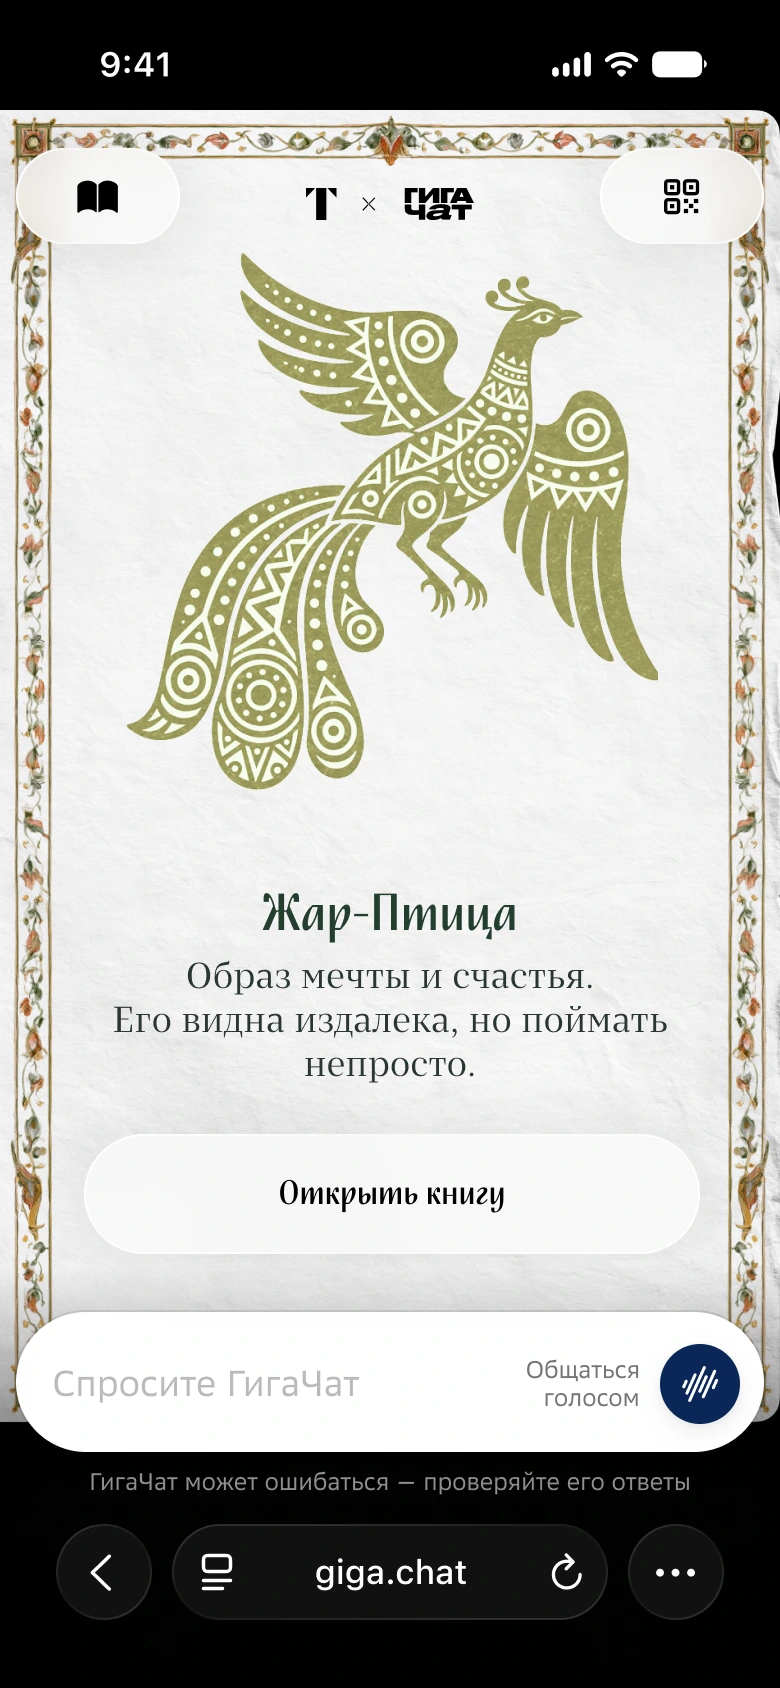 9:41
Т × ГИГА ЧАТ
Жар-Птица
Образ мечты и счастья.
Его видна издалека, но поймать
непросто.
Открыть книгу
Спросите ГигаЧат
Общаться
голосом
ГигаЧат может ошибаться — проверяйте его ответы
giga.chat